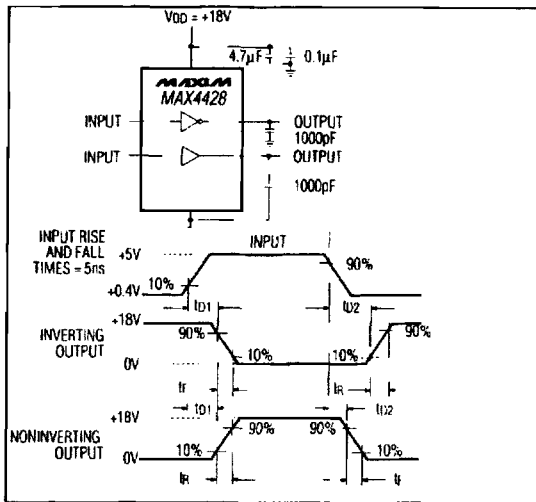 VDD = +18V
4.7µF
0.1µF
MAXIM
MAX4428
INPUT
OUTPUT
1000pF
INPUT
OUTPUT
1000pF
INPUT RISE
AND FALL
TIMES = 5ns
+5V
INPUT
90%
10%
+0.4V
tD1
tD2
+18V
INVERTING
OUTPUT
90%
90%
0V
10%
10%
tF
tR
tD1
tD2
+18V
NONINVERTING
OUTPUT
90%
90%
10%
10%
0V
tR
tF